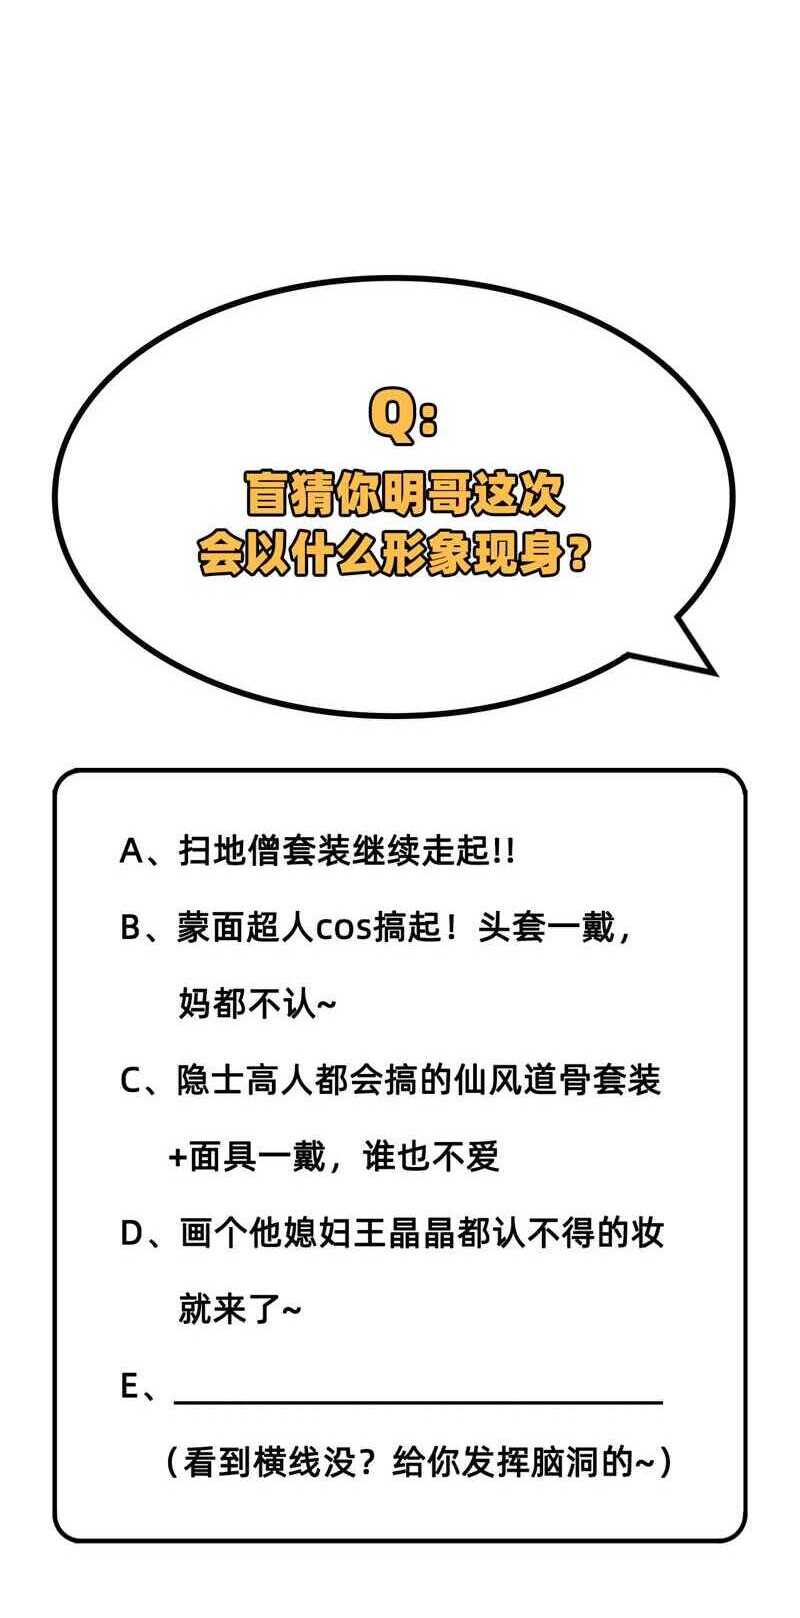 Q:
盲猜你明哥这次
会以什么形象现身？
A、扫地僧套装继续走起!!
B、蒙面超人cos搞起！头套一戴，
妈都不认~
C、隐士高人都会搞的仙风道骨套装
+面具一戴，谁也不爱
D、画个他媳妇王晶晶都认不得的妆
就来了~
E、
（看到横线没？给你发挥脑洞的~）